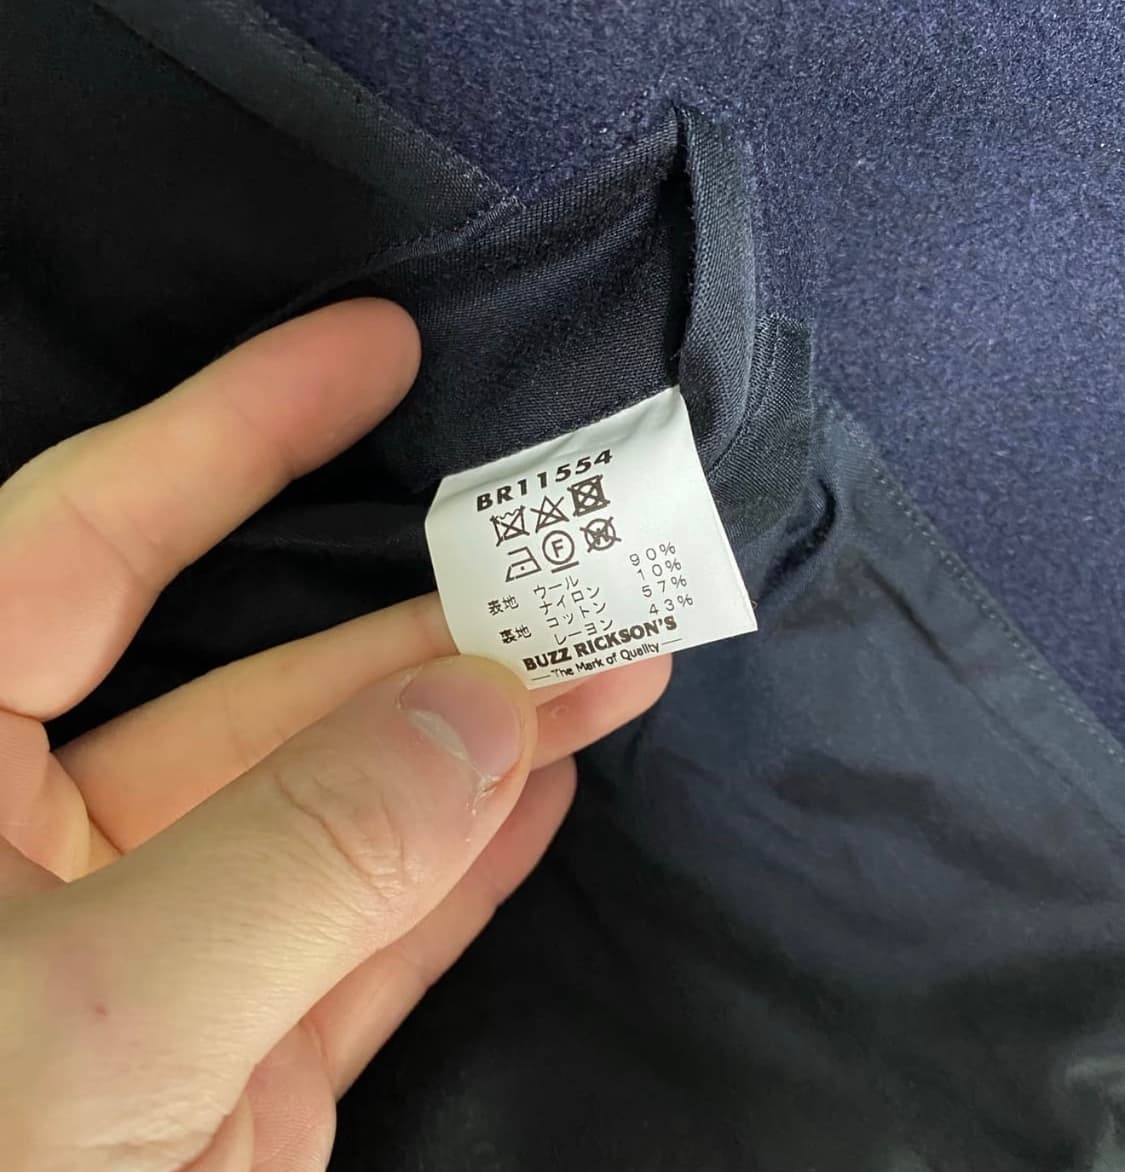 BR11554
F
W
表地 ウール 90%
ナイロン 10%
裏地 コットン 57%
レーヨン 43%
BUZZ RICKSON'S
The Mark of Quality